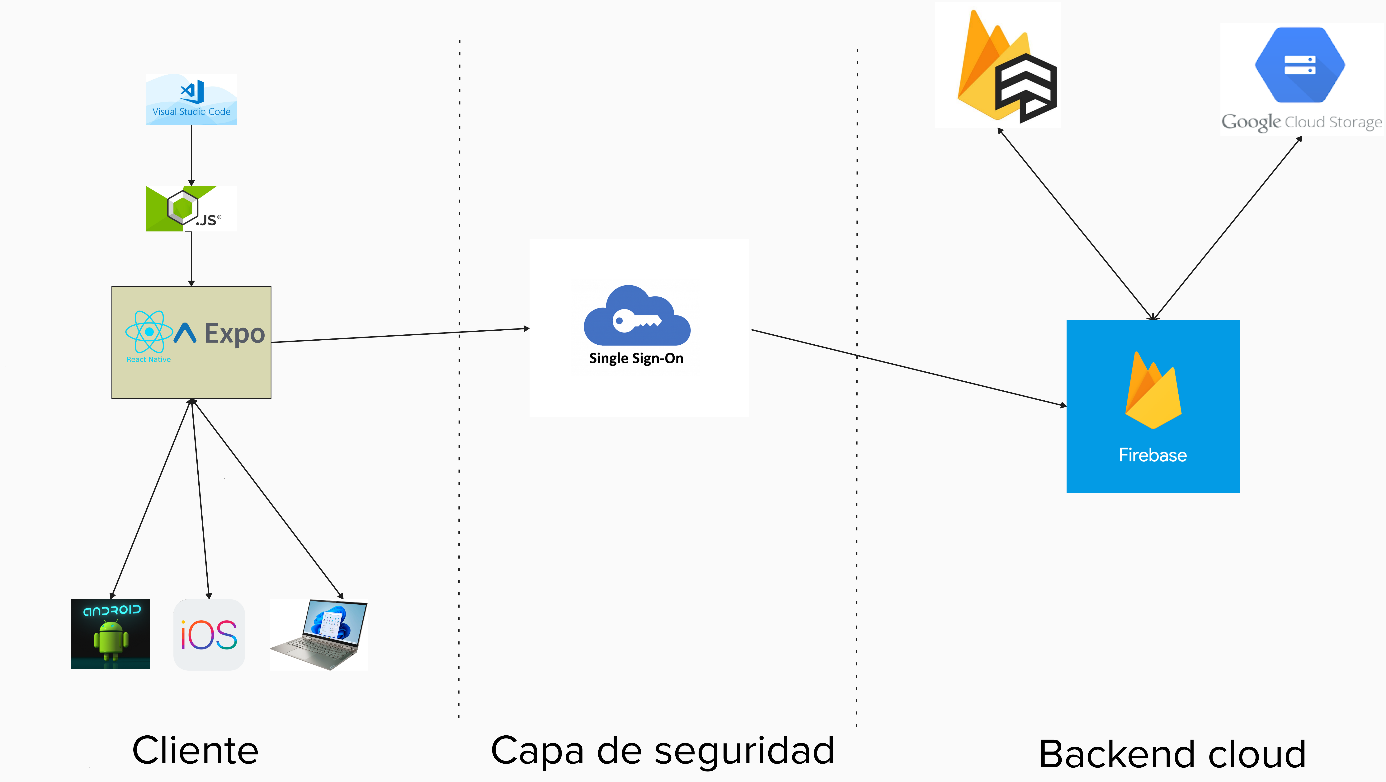 Visual Studio Code
JS
React Native
Expo
ANDROID
iOS
Single Sign-On
Google Cloud Storage
Firebase
Cliente
Capa de seguridad
Backend cloud